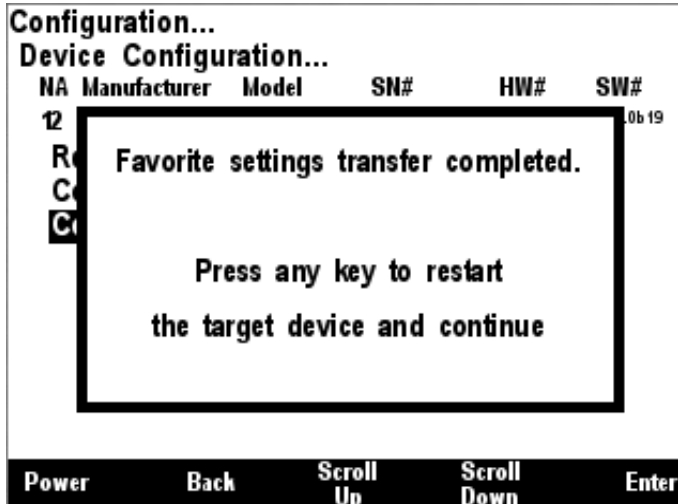 Configuration...
Device Configuration...
NA Manufacturer Model SN# HW# SW#
12 .0b19
Favorite settings transfer completed.
Press any key to restart
the target device and continue
Power Back Scroll Up Scroll Down Enter